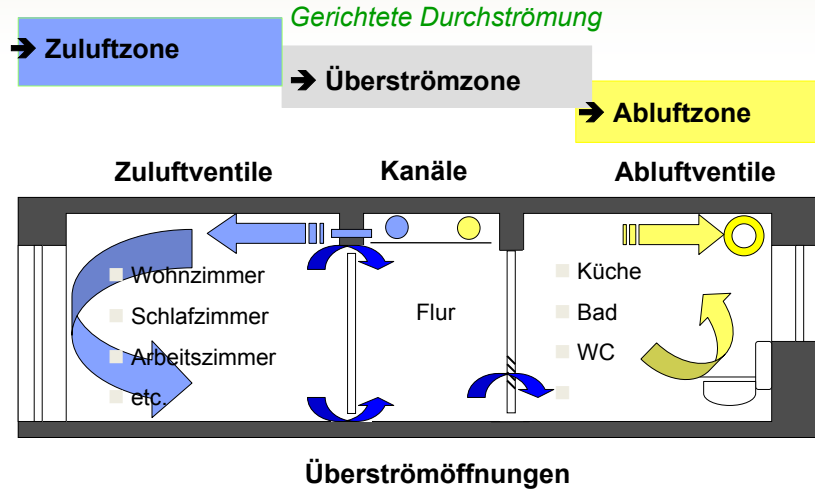 Gerichtete Durchströmung
➔ Zuluftzone
➔ Überströmzone
➔ Abluftzone
Zuluftventile
Kanäle
Abluftventile
Wohnzimmer
Schlafzimmer
Arbeitszimmer
etc.
Flur
Küche
Bad
WC
Überströmöffnungen